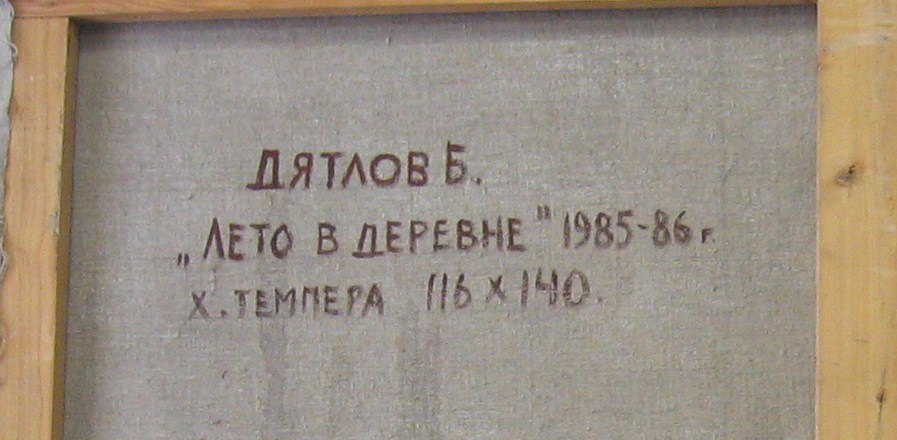 ДЯТЛОВ Б.
„ЛЕТО В ДЕРЕВНЕ" 1985-86 г.
Х. ТЕМПЕРА 116 х 140.